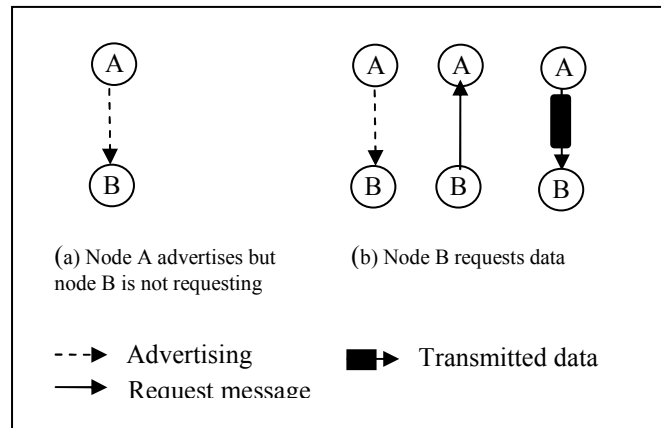 A
B
A
A
A
B
B
B
(a) Node A advertises but
node B is not requesting
(b) Node B requests data
Advertising
Transmitted data
Request message